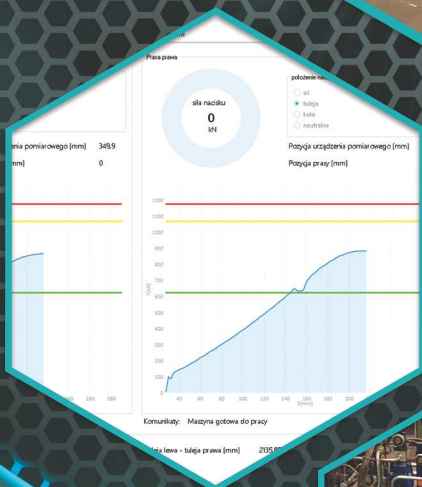 Prasa prawa
siła nacisku
0
kN
położenie
oś
tuleja
koło
neutralne
enia pomiarowego [mm] 349.9
mm] 0
Pozycja urządzenia pomiarowego [mm]
Pozycja prasy [mm]
1200
1100
1000
900
800
700
600
500
400
300
200
100
0
F[kN]
40 60 80 100 120 140 160 180 200
S[mm]
260 280
Komunikaty: Maszyna gotowa do pracy
lewa - tuleja prawa [mm]